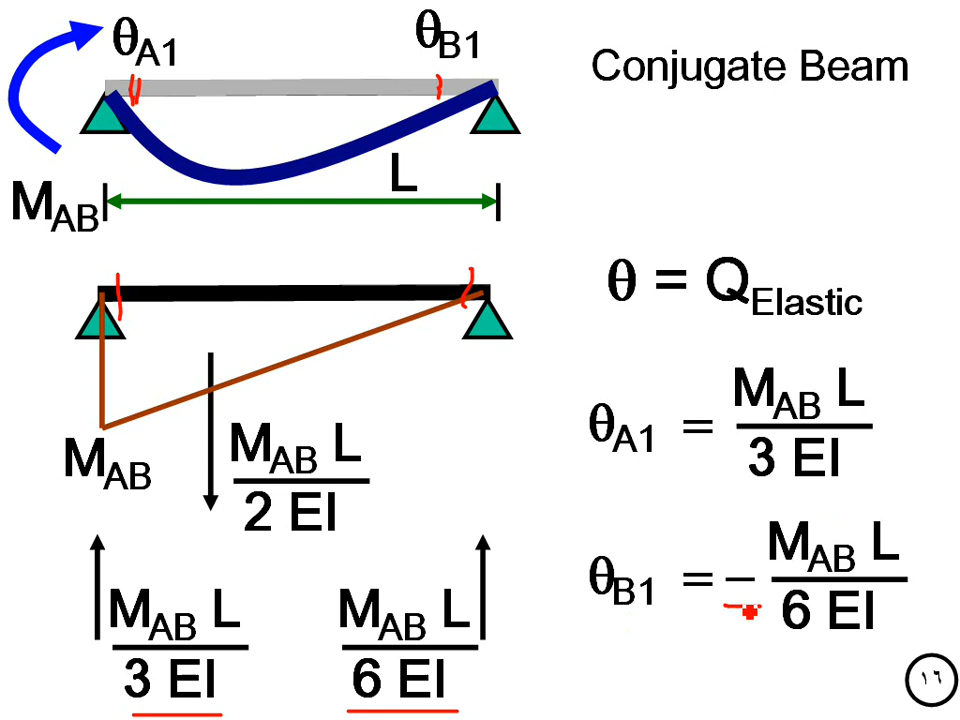 θA1
θB1
Conjugate Beam
MAB
L
θ = QElastic
MAB
MAB L
2 EI
θA1 = MAB L
3 EI
MAB L
3 EI
MAB L
6 EI
θB1 = – MAB L
6 EI
١٦